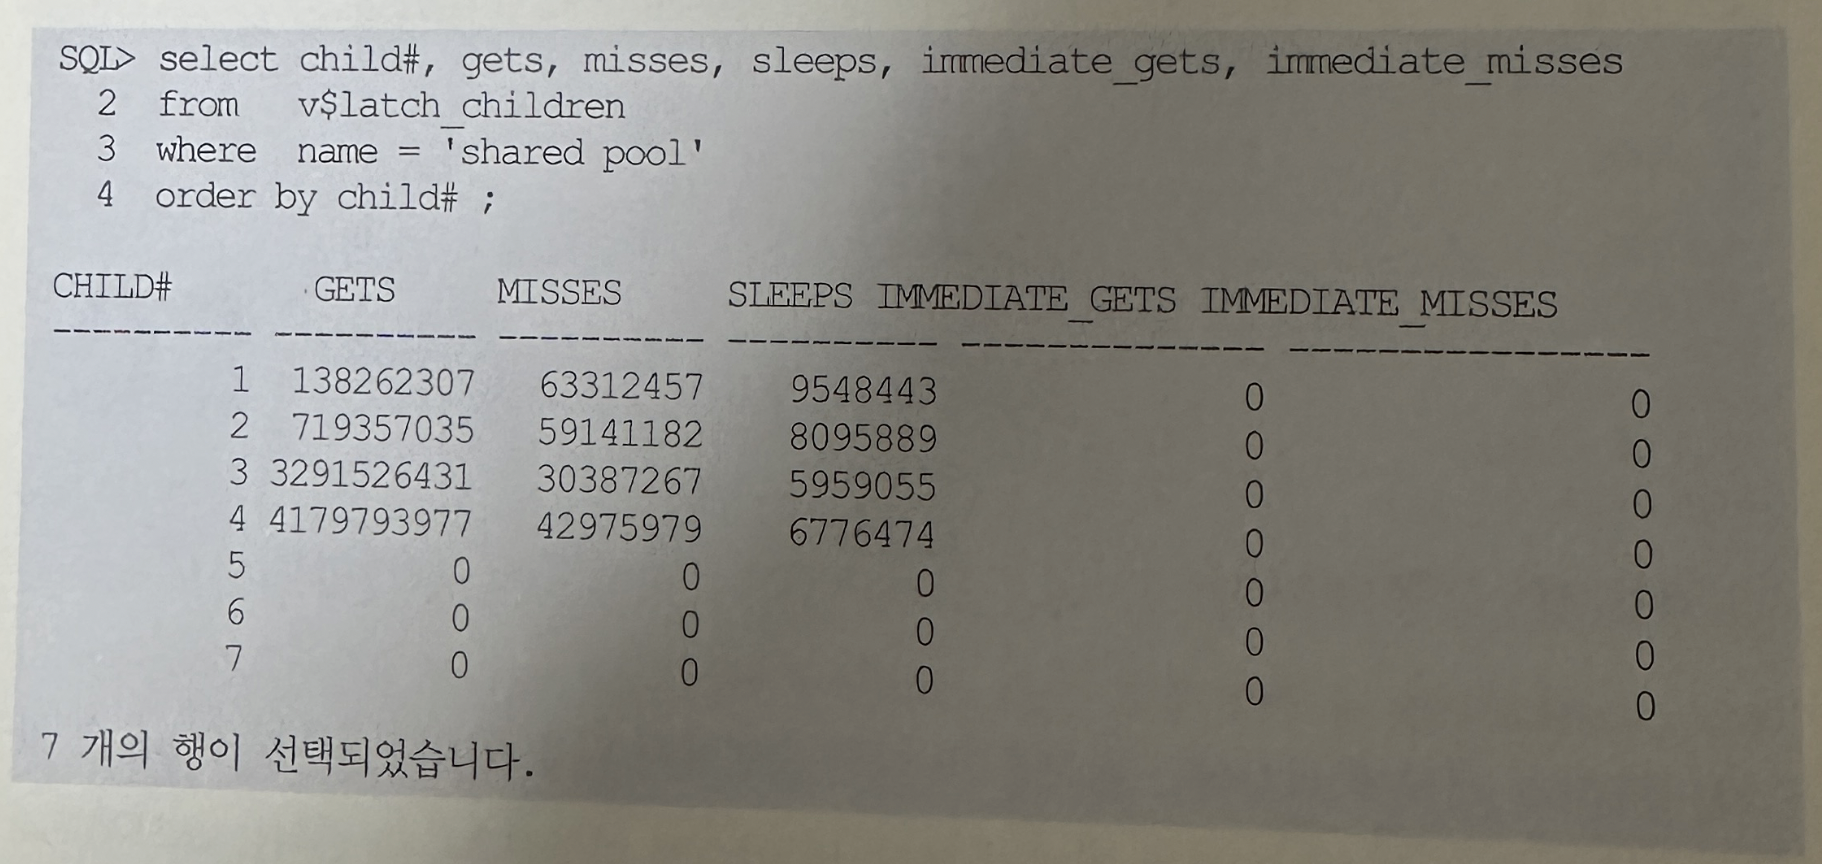 SQL> select child#, gets, misses, sleeps, immediate_gets, immediate_misses
2 from v$latch_children
3 where name = 'shared pool'
4 order by child# ;
CHILD# GETS MISSES SLEEPS IMMEDIATE_GETS IMMEDIATE_MISSES
---------- ---------- ---------- ---------- -------------- ----------------
1 138262307 63312457 9548443 0 0
2 719357035 59141182 8095889 0 0
3 3291526431 30387267 5959055 0 0
4 4179793977 42975979 6776474 0 0
5 0 0 0 0 0
6 0 0 0 0 0
7 0 0 0 0 0
7 개의 행이 선택되었습니다.